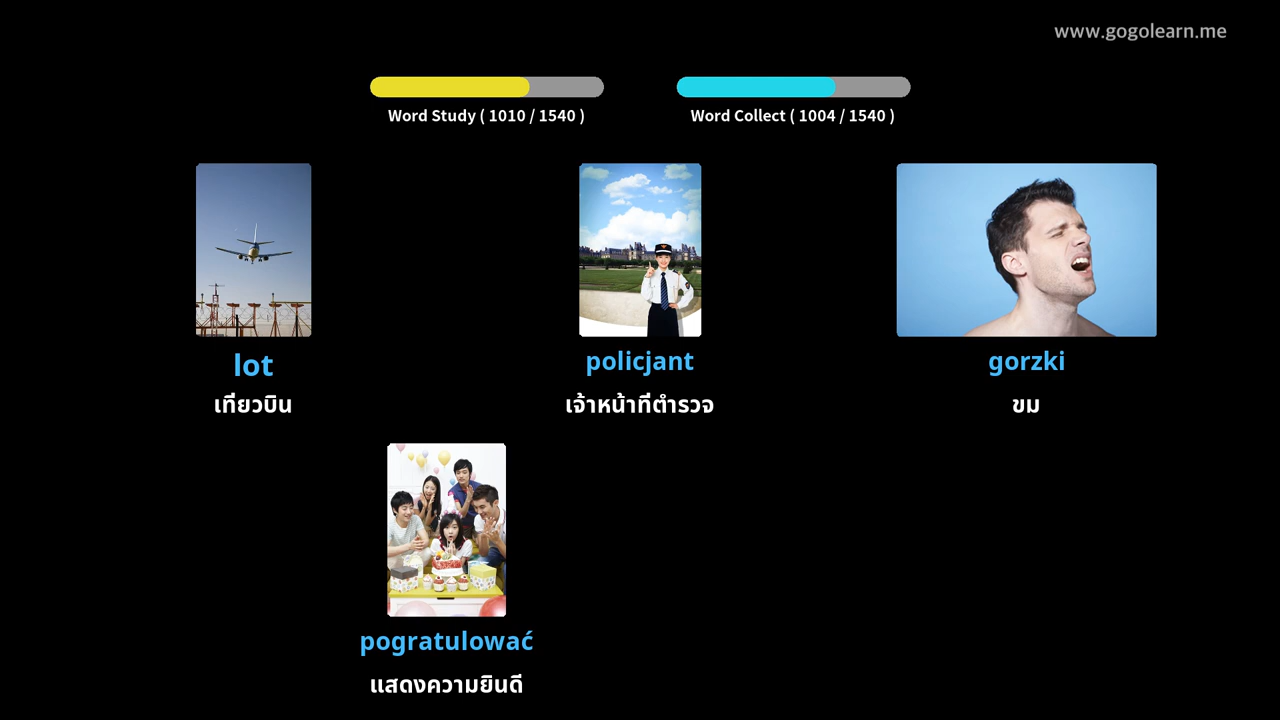 www.gogolearn.me
Word Study ( 1010 / 1540 )
Word Collect ( 1004 / 1540 )
lot
เที่ยวบิน
policjant
เจ้าหน้าที่ตำรวจ
gorzki
ขม
pogratulować
แสดงความยินดี